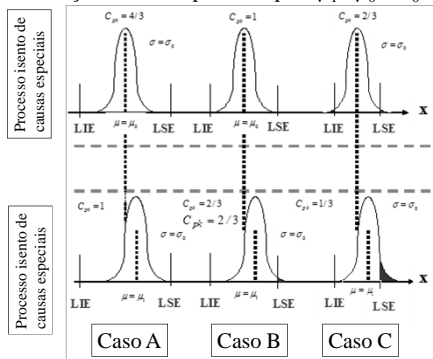 Processo isento de
causas especiais
C_pk = 4/3
σ = σ₀
LIE
μ = μ₀
LSE
C_pk = 1
σ = σ₀
LIE
μ = μ₀
LSE
C_pk = 2/3
σ = σ₀
LIE
μ = μ₀
LSE
x
Processo isento de
causas especiais
C_pk = 1
σ = σ₀
LIE
μ = μ₁
LSE
C_pk = 2/3
C_pk = 2/3
σ = σ₀
LIE
μ = μ₁
LSE
C_pk = 1/3
σ = σ₀
LIE
μ = μ₁
LSE
x
Caso A
Caso B
Caso C